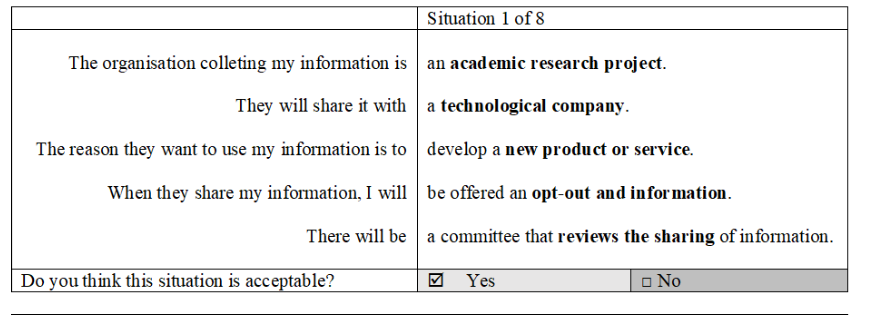 Situation 1 of 8
The organisation colleting my information is an academic research project.
They will share it with a technological company.
The reason they want to use my information is to develop a new product or service.
When they share my information, I will be offered an opt-out and information.
There will be a committee that reviews the sharing of information.
Do you think this situation is acceptable? ☑ Yes □ No